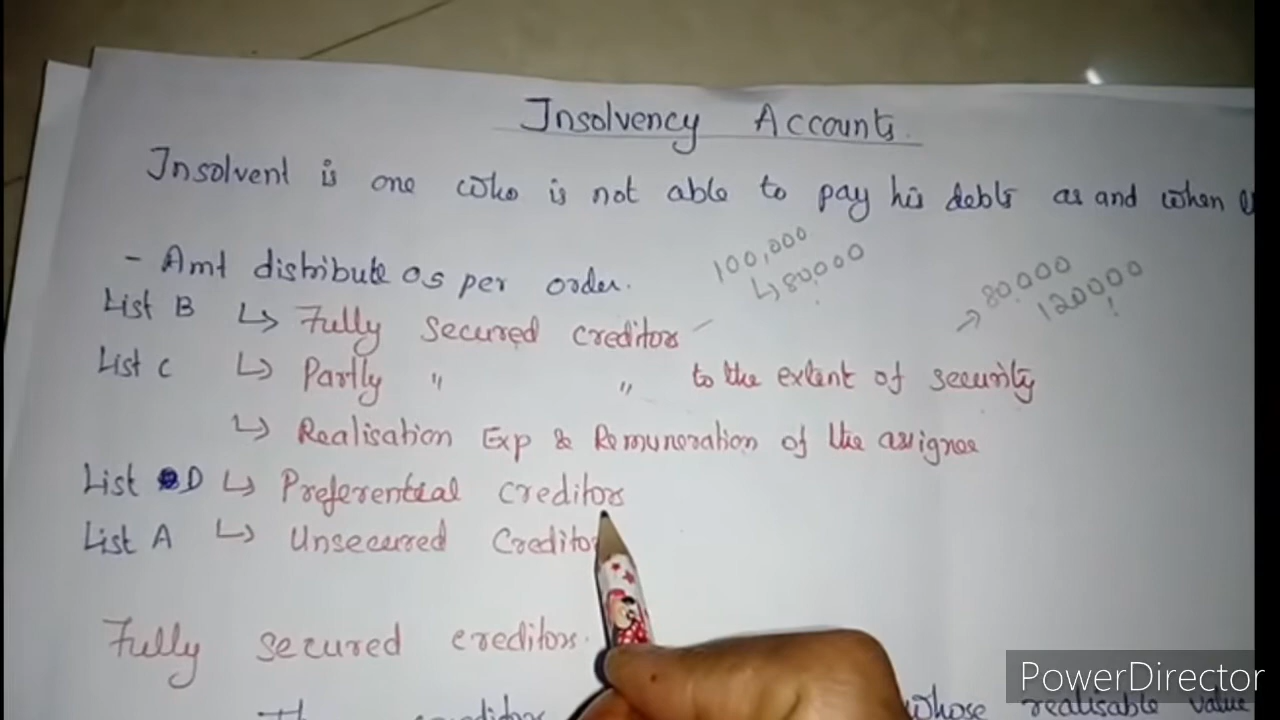 Insolvency Accounts.
Insolvent is one who is not able to pay his debts as and when
- Amt distribute as per order.
100,000
↳ 80,000
→ 80,000
120000
List B ↳ Fully secured creditors
List C ↳ Partly " " to the extent of security
↳ Realisation Exp & Remuneration of the assignee
List D ↳ Preferential creditors
List A ↳ Unsecured Creditor
Fully secured creditors.
creditors whose realisable value
PowerDirector